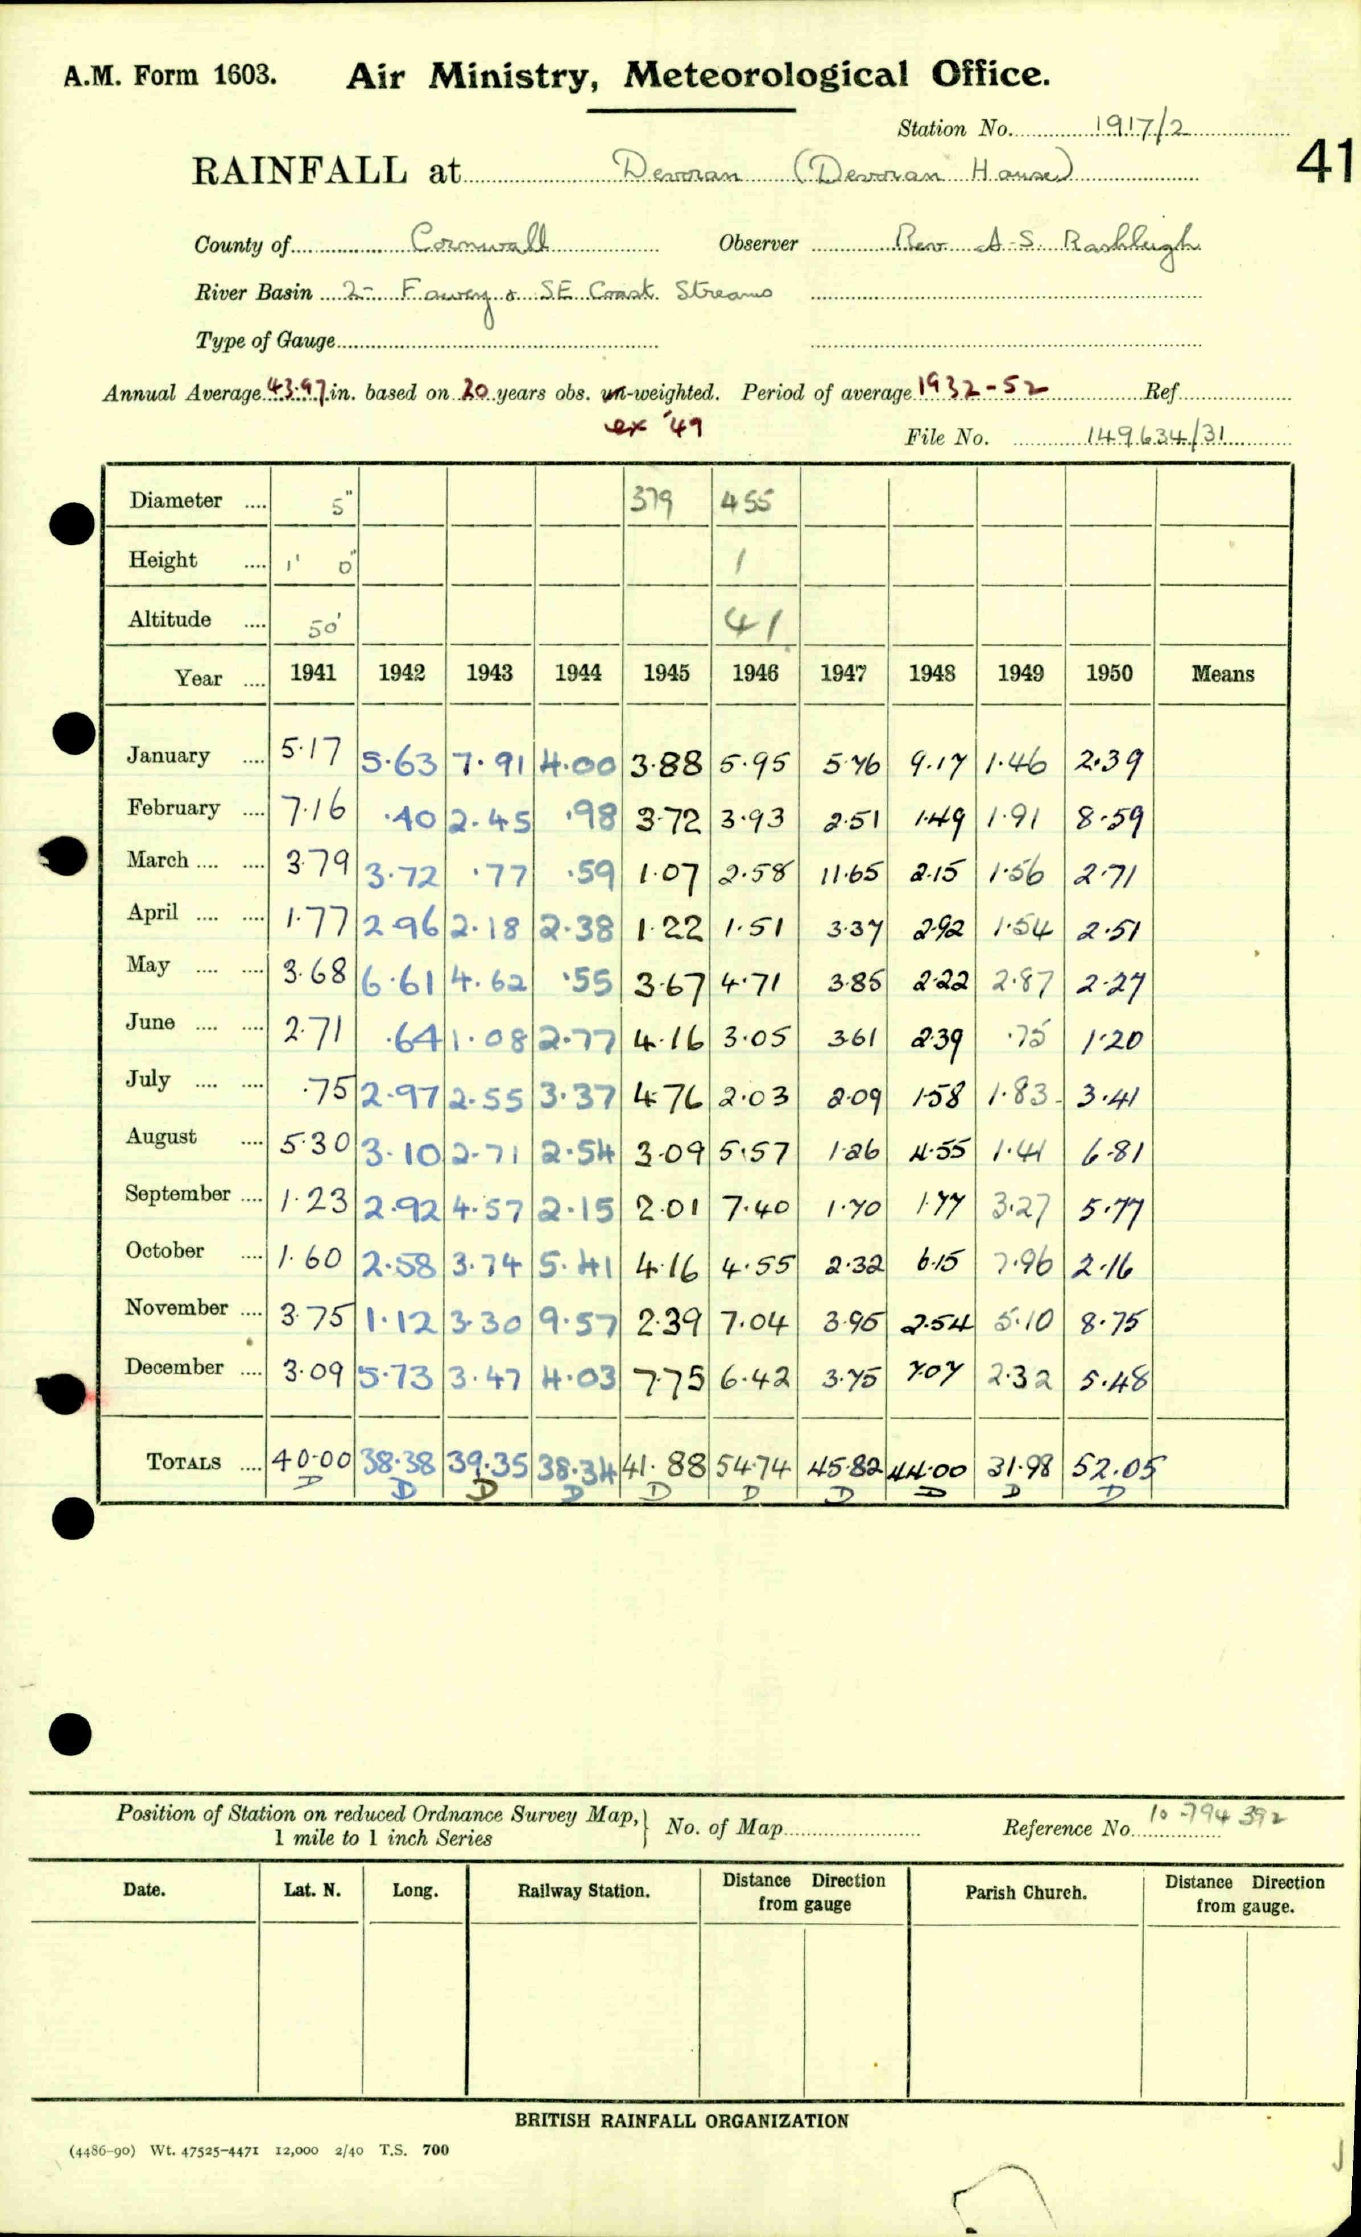 A.M. Form 1603. Air Ministry, Meteorological Office.
Station No. 1917/2
41
RAINFALL at Devoran (Devoran House)
County of Cornwall Observer Rev. A-S. Rashleigh
River Basin 2- Fowey & SE Coast Streams
Type of Gauge
Annual Average 43.97 in. based on 20 years obs. un-weighted. Period of average 1932-52 Ref.
ex '49
File No. 149634/31
Diameter .... 5" 379 455
Height .... 1' 0" 1
Altitude .... 50' 41
Year .... 1941 1942 1943 1944 1945 1946 1947 1948 1949 1950 Means
January .... 5.17 5.63 7.91 4.00 3.88 5.95 5.76 9.17 1.46 2.39
February .... 7.16 .40 2.45 .98 3.72 3.93 2.51 1.49 1.91 8.59
March .... .... 3.79 3.72 .77 .59 1.07 2.58 11.65 2.15 1.56 2.71
April .... .... 1.77 2.96 2.18 2.38 1.22 1.51 3.37 2.92 1.54 2.51
May .... .... 3.68 6.61 4.62 .55 3.67 4.71 3.85 2.22 2.87 2.27
June .... .... 2.71 .64 1.08 2.77 4.16 3.05 3.61 2.39 .75 1.20
July .... .... .75 2.97 2.55 3.37 4.76 2.03 2.09 1.58 1.83 3.41
August .... 5.30 3.10 2.71 2.54 3.09 5.57 1.26 4.55 1.41 6.81
September .... 1.23 2.92 4.57 2.15 2.01 7.40 1.70 1.77 3.27 5.77
October .... 1.60 2.58 3.74 5.41 4.16 4.55 2.32 6.15 7.96 2.16
November .... 3.75 1.12 3.30 9.57 2.39 7.04 3.95 2.54 5.10 8.75
December .... 3.09 5.73 3.47 4.03 7.75 6.42 3.75 7.07 2.32 5.48
TOTALS .... 40.00 38.38 39.35 38.34 41.88 54.74 45.82 44.00 31.98 52.05
D D D D D D D D D D
Position of Station on reduced Ordnance Survey Map, 1 mile to 1 inch Series } No. of Map Reference No. 10-794 392
Date. Lat. N. Long. Railway Station. Distance Direction from gauge Parish Church. Distance Direction from gauge.
BRITISH RAINFALL ORGANIZATION
(4486-90) Wt. 47525-4471 12,000 2/40 T.S. 700